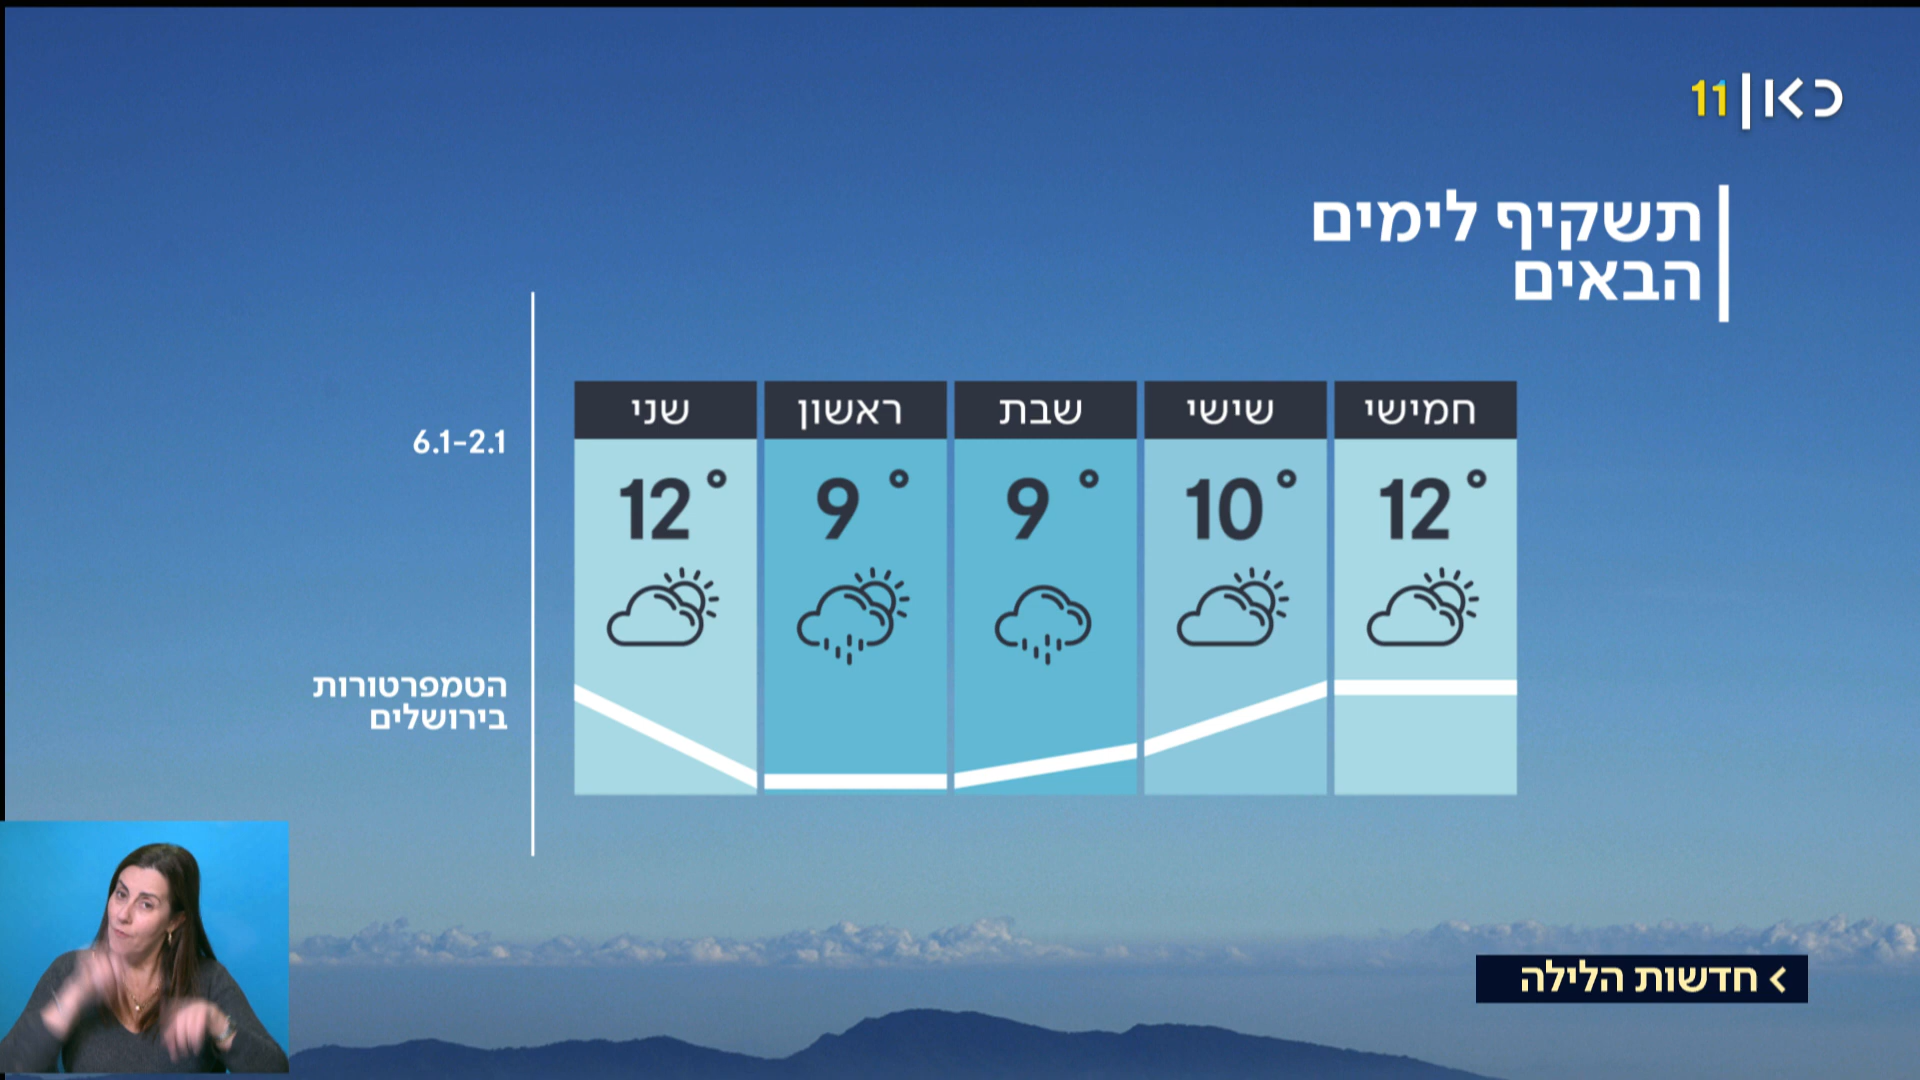 כאן 11
תשקיף לימים
הבאים
חמישי שישי שבת ראשון שני
12° 10° 9° 9° 12°
6.1-2.1
הטמפרטורות
בירושלים
חדשות הלילה